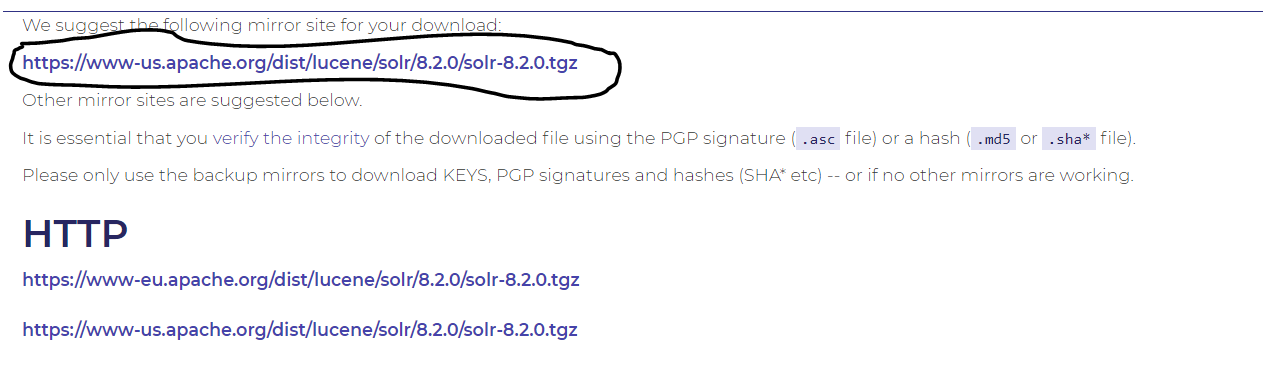 We suggest the following mirror site for your download:
https://www-us.apache.org/dist/lucene/solr/8.2.0/solr-8.2.0.tgz
Other mirror sites are suggested below.
It is essential that you verify the integrity of the downloaded file using the PGP signature ( .asc file) or a hash ( .md5 or .sha* file).
Please only use the backup mirrors to download KEYS, PGP signatures and hashes (SHA* etc) -- or if no other mirrors are working.
HTTP
https://www-eu.apache.org/dist/lucene/solr/8.2.0/solr-8.2.0.tgz
https://www-us.apache.org/dist/lucene/solr/8.2.0/solr-8.2.0.tgz